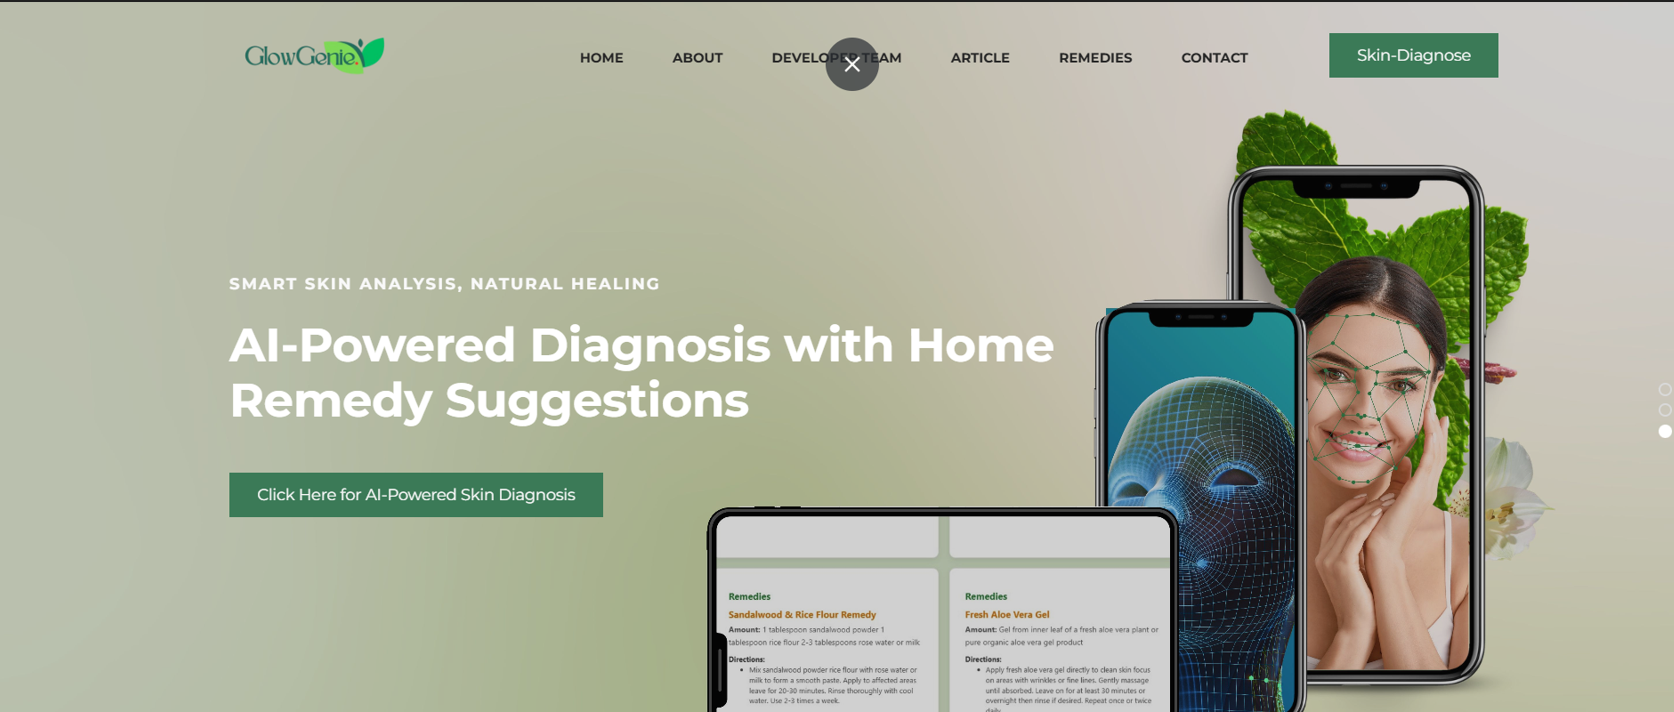 GlowGenie.
HOME ABOUT DEVELOPER TEAM ARTICLE REMEDIES CONTACT Skin-Diagnose
SMART SKIN ANALYSIS, NATURAL HEALING
AI-Powered Diagnosis with Home
Remedy Suggestions
Click Here for AI-Powered Skin Diagnosis
Remedies
Sandalwood & Rice Flour Remedy
Amount: 1 tablespoon sandalwood powder 1
tablespoon rice flour 2-3 tablespoons rose water or milk
Directions:
• Mix sandalwood powder rice flour with rose water or
milk to form a smooth paste. Apply to affected areas
leave for 20-30 minutes. Rinse thoroughly with cool
water. Use 2-3 times a week.
Remedies
Fresh Aloe Vera Gel
Amount: Gel from inner leaf of a fresh aloe vera plant or
pure organic aloe vera gel product
Directions:
• Apply fresh aloe vera gel directly to clean skin focus
on areas with wrinkles or fine lines. Gently massage
until absorbed. Leave on for at least 30 minutes or
overnight then rinse if desired. Repeat once or twice
daily